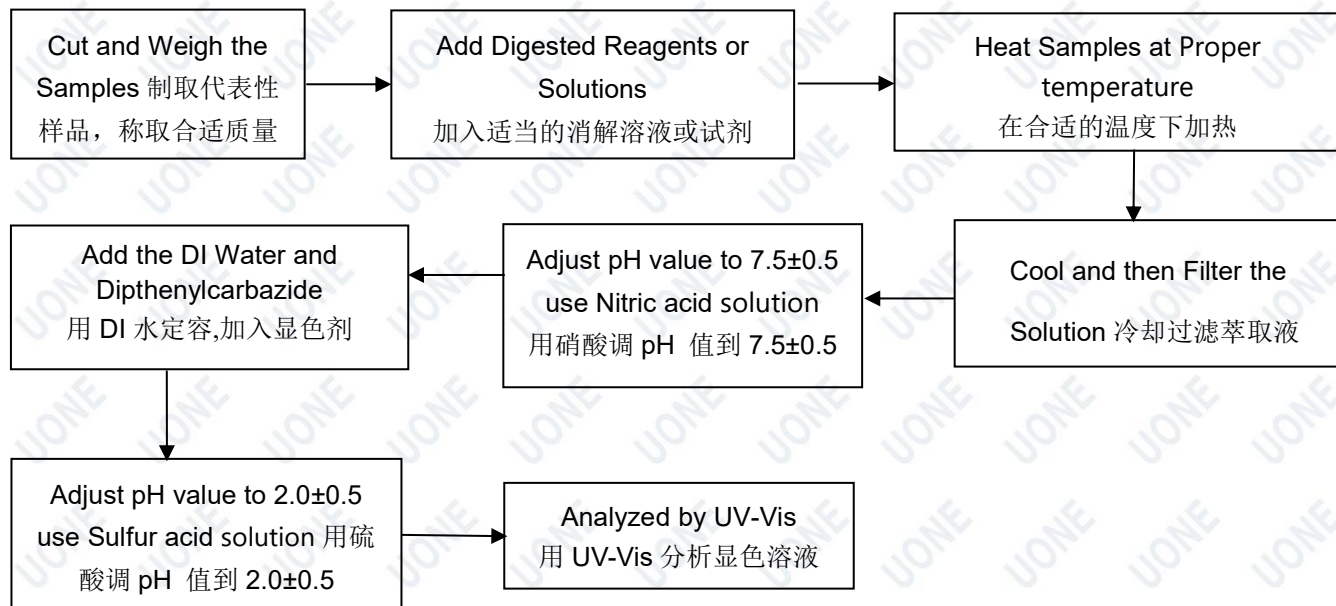 Cut and Weigh the
Samples 制取代表性
样品，称取合适质量
Add Digested Reagents or
Solutions
加入适当的消解溶液或试剂
Heat Samples at Proper
temperature
在合适的温度下加热
Cool and then Filter the
Solution 冷却过滤萃取液
Adjust pH value to 7.5±0.5
use Nitric acid solution
用硝酸调 pH 值到 7.5±0.5
Add the DI Water and
Dipthenylcarbazide
用 DI 水定容,加入显色剂
Adjust pH value to 2.0±0.5
use Sulfur acid solution 用硫
酸调 pH 值到 2.0±0.5
Analyzed by UV-Vis
用 UV-Vis 分析显色溶液
UONE